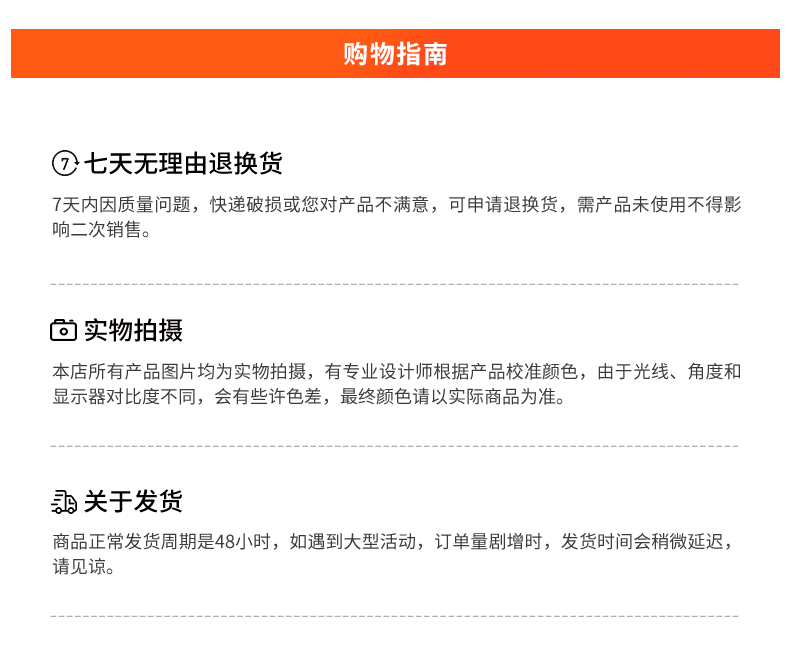 购物指南
7 七天无理由退换货
7天内因质量问题，快递破损或您对产品不满意，可申请退换货，需产品未使用不得影
响二次销售。
实物拍摄
本店所有产品图片均为实物拍摄，有专业设计师根据产品校准颜色，由于光线、角度和
显示器对比度不同，会有些许色差，最终颜色请以实际商品为准。
关于发货
商品正常发货周期是48小时，如遇到大型活动，订单量剧增时，发货时间会稍微延迟，
请见谅。